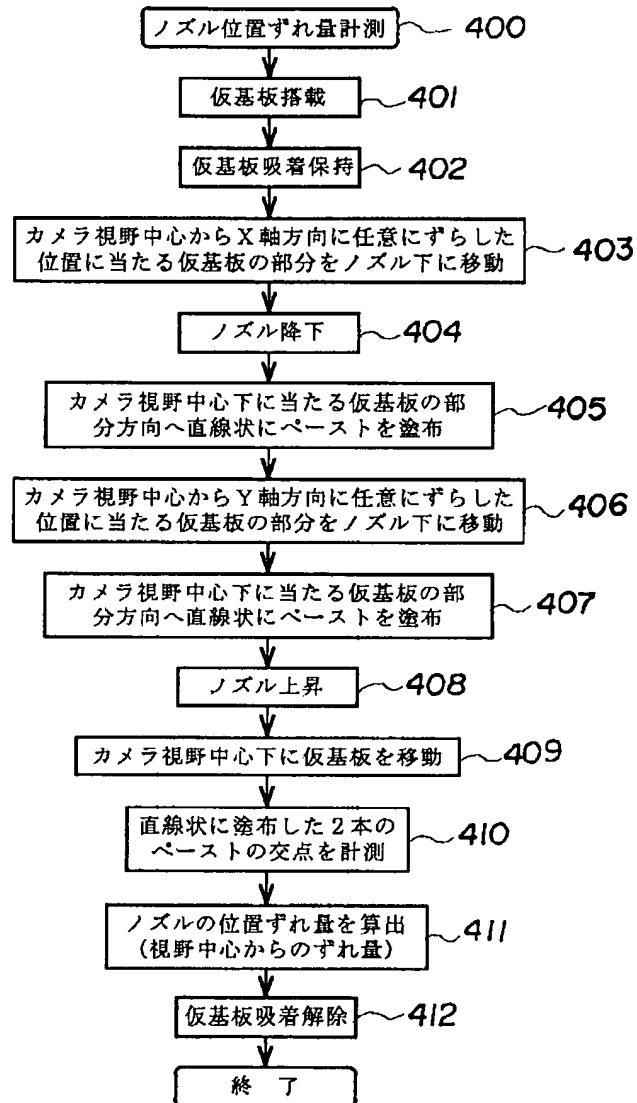 ノズル位置ずれ量計測 400
仮基板搭載 401
仮基板吸着保持 402
カメラ視野中心からX軸方向に任意にずらした
位置に当たる仮基板の部分をノズル下に移動 403
ノズル降下 404
カメラ視野中心下に当たる仮基板の部
分方向へ直線状にペーストを塗布 405
カメラ視野中心からY軸方向に任意にずらした
位置に当たる仮基板の部分をノズル下に移動 406
カメラ視野中心下に当たる仮基板の部
分方向へ直線状にペーストを塗布 407
ノズル上昇 408
カメラ視野中心下に仮基板を移動 409
直線状に塗布した2本の
ペーストの交点を計測 410
ノズルの位置ずれ量を算出
(視野中心からのずれ量) 411
仮基板吸着解除 412
終 了